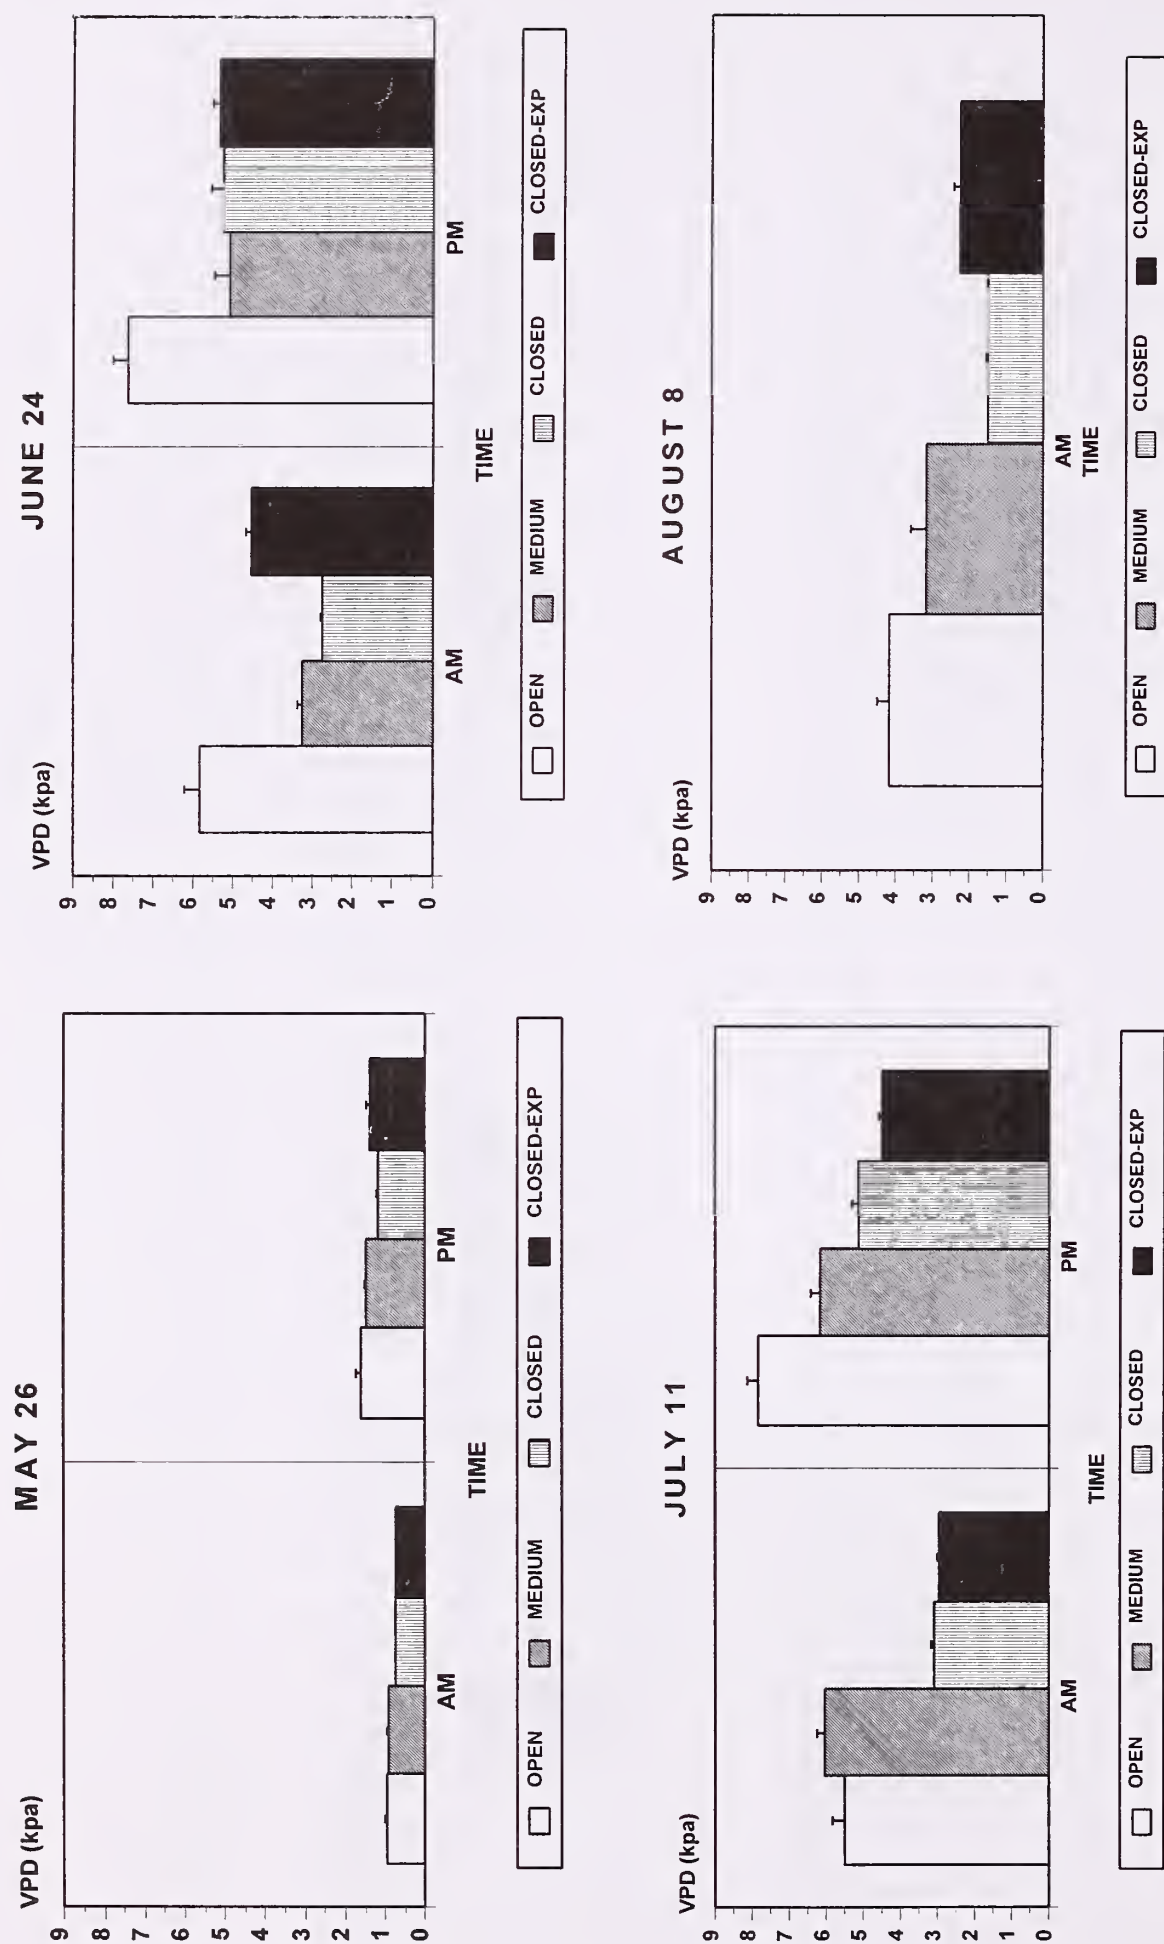 MAY 26
VPD (kpa)
9
8
7
6
5
4
3
2
1
0
AM
PM
TIME
OPEN MEDIUM CLOSED CLOSED-EXP
JUNE 24
VPD (kpa)
9
8
7
6
5
4
3
2
1
0
AM
PM
TIME
OPEN MEDIUM CLOSED CLOSED-EXP
JULY 11
VPD (kpa)
9
8
7
6
5
4
3
2
1
0
AM
PM
TIME
OPEN MEDIUM CLOSED CLOSED-EXP
AUGUST 8
VPD (kpa)
9
8
7
6
5
4
3
2
1
0
AM
TIME
OPEN MEDIUM CLOSED CLOSED-EXP